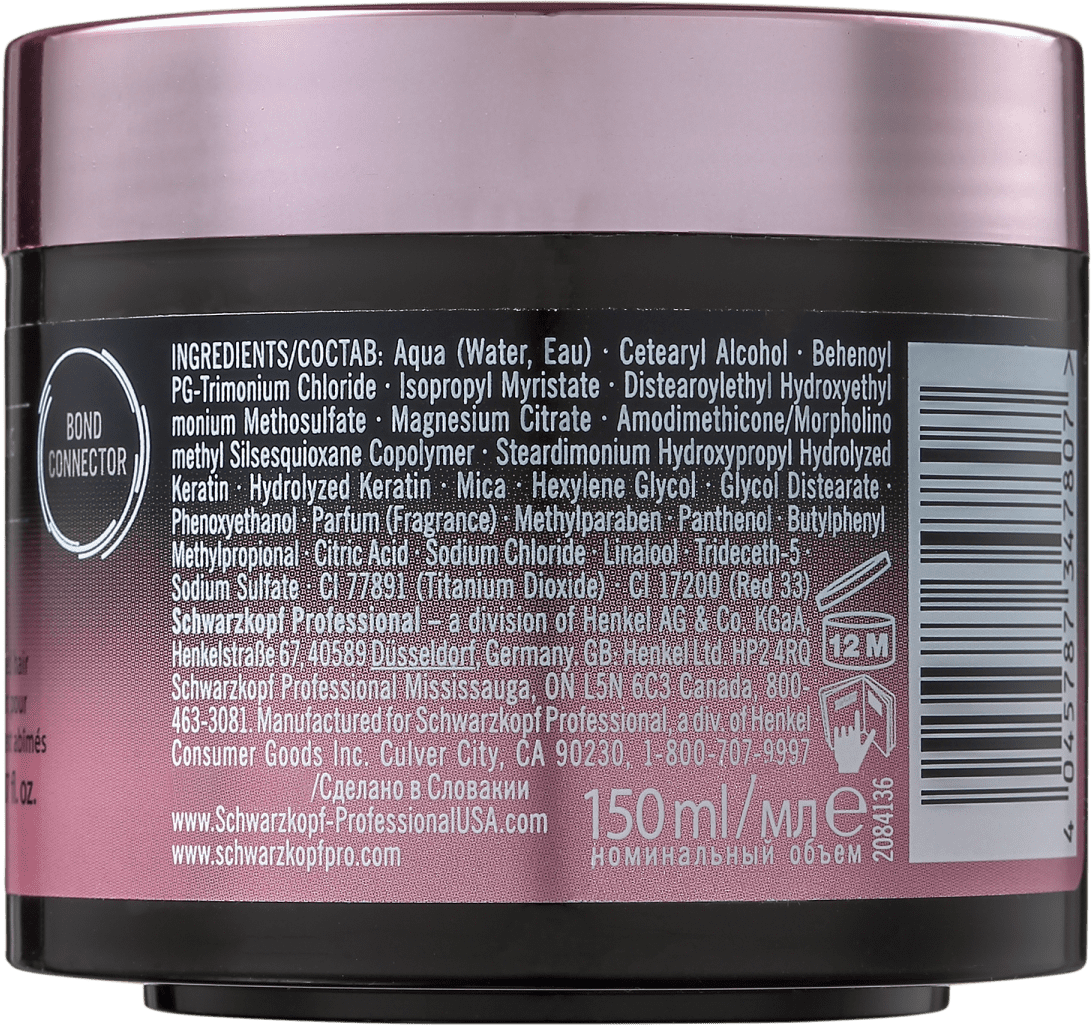 BOND
CONNECTOR
INGREDIENTS/СОСТАВ: Aqua (Water, Eau) · Cetearyl Alcohol · Behenoyl
PG-Trimonium Chloride · Isopropyl Myristate · Distearoylethyl Hydroxyethyl
monium Methosulfate · Magnesium Citrate · Amodimethicone/Morpholino
methyl Silsesquioxane Copolymer · Steardimonium Hydroxypropyl Hydrolyzed
Keratin · Hydrolyzed Keratin · Mica · Hexylene Glycol · Glycol Distearate ·
Phenoxyethanol · Parfum (Fragrance) · Methylparaben · Panthenol · Butylphenyl
Methylpropional · Citric Acid · Sodium Chloride · Linalool · Trideceth-5 ·
Sodium Sulfate · CI 77891 (Titanium Dioxide) · CI 17200 (Red 33)
Schwarzkopf Professional – a division of Henkel AG & Co. KGaA,
Henkelstraße 67, 40589 Düsseldorf, Germany. GB: Henkel Ltd. HP2 4RQ
Schwarzkopf Professional Mississauga, ON L5N 6C3 Canada, 800-
463-3081. Manufactured for Schwarzkopf Professional, a div. of Henkel
Consumer Goods Inc. Culver City, CA 90230, 1-800-707-9997
/Сделано в Словакии
www.Schwarzkopf-ProfessionalUSA.com
www.schwarzkopfpro.com
12 M
150 ml/мл e
номинальный объем
2084136
4 045787 347807 >
hair
pour
abîmés
fl. oz.